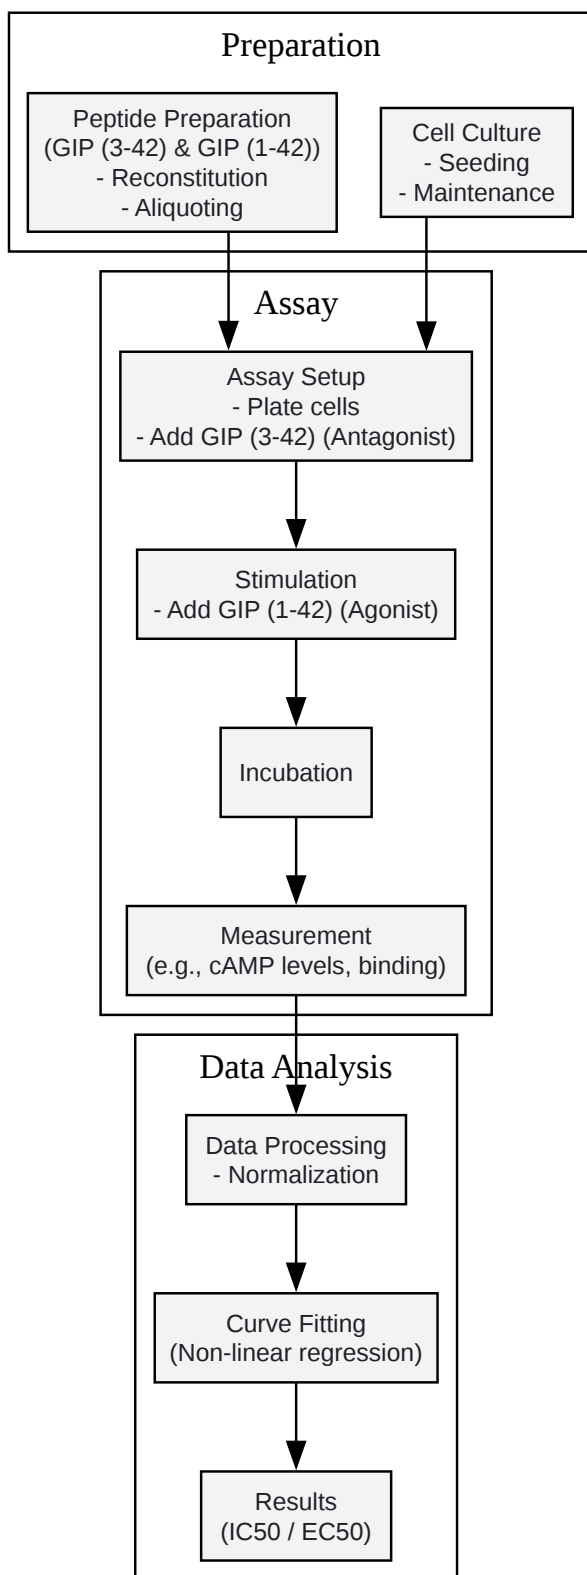 Preparation
Peptide Preparation
(GIP (3-42) & GIP (1-42))
- Reconstitution
- Aliquoting
Cell Culture
- Seeding
- Maintenance
Assay
Assay Setup
- Plate cells
- Add GIP (3-42) (Antagonist)
Stimulation
- Add GIP (1-42) (Agonist)
Incubation
Measurement
(e.g., cAMP levels, binding)
Data Analysis
Data Processing
- Normalization
Curve Fitting
(Non-linear regression)
Results
(IC50 / EC50)